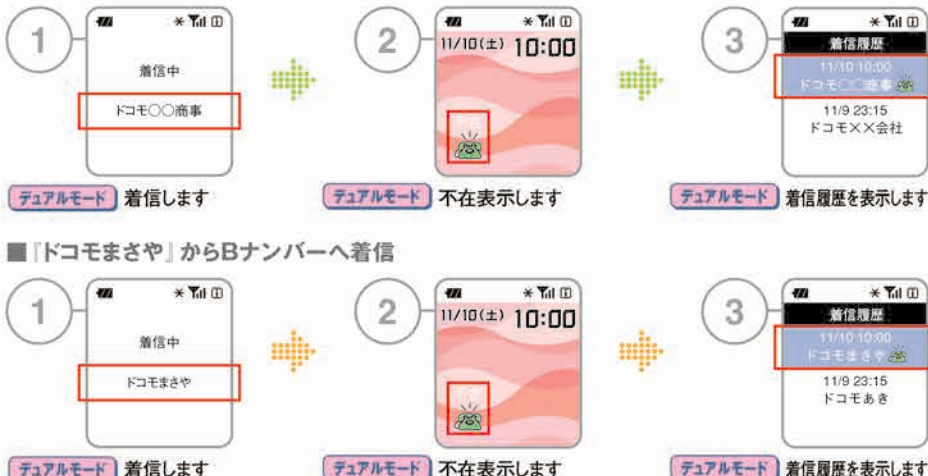 1
着信中
ドコモ○○商事
デュアルモード 着信します
2
11/10(土) 10:00
デュアルモード 不在表示します
3
着信履歴
11/10 10:00
ドコモ○○商事
11/9 23:15
ドコモ××会社
デュアルモード 着信履歴を表示します
■『ドコモまさや』からBナンバーへ着信
1
着信中
ドコモまさや
デュアルモード 着信します
2
11/10(土) 10:00
デュアルモード 不在表示します
3
着信履歴
11/10 10:00
ドコモまさや
11/9 23:15
ドコモあき
デュアルモード 着信履歴を表示します